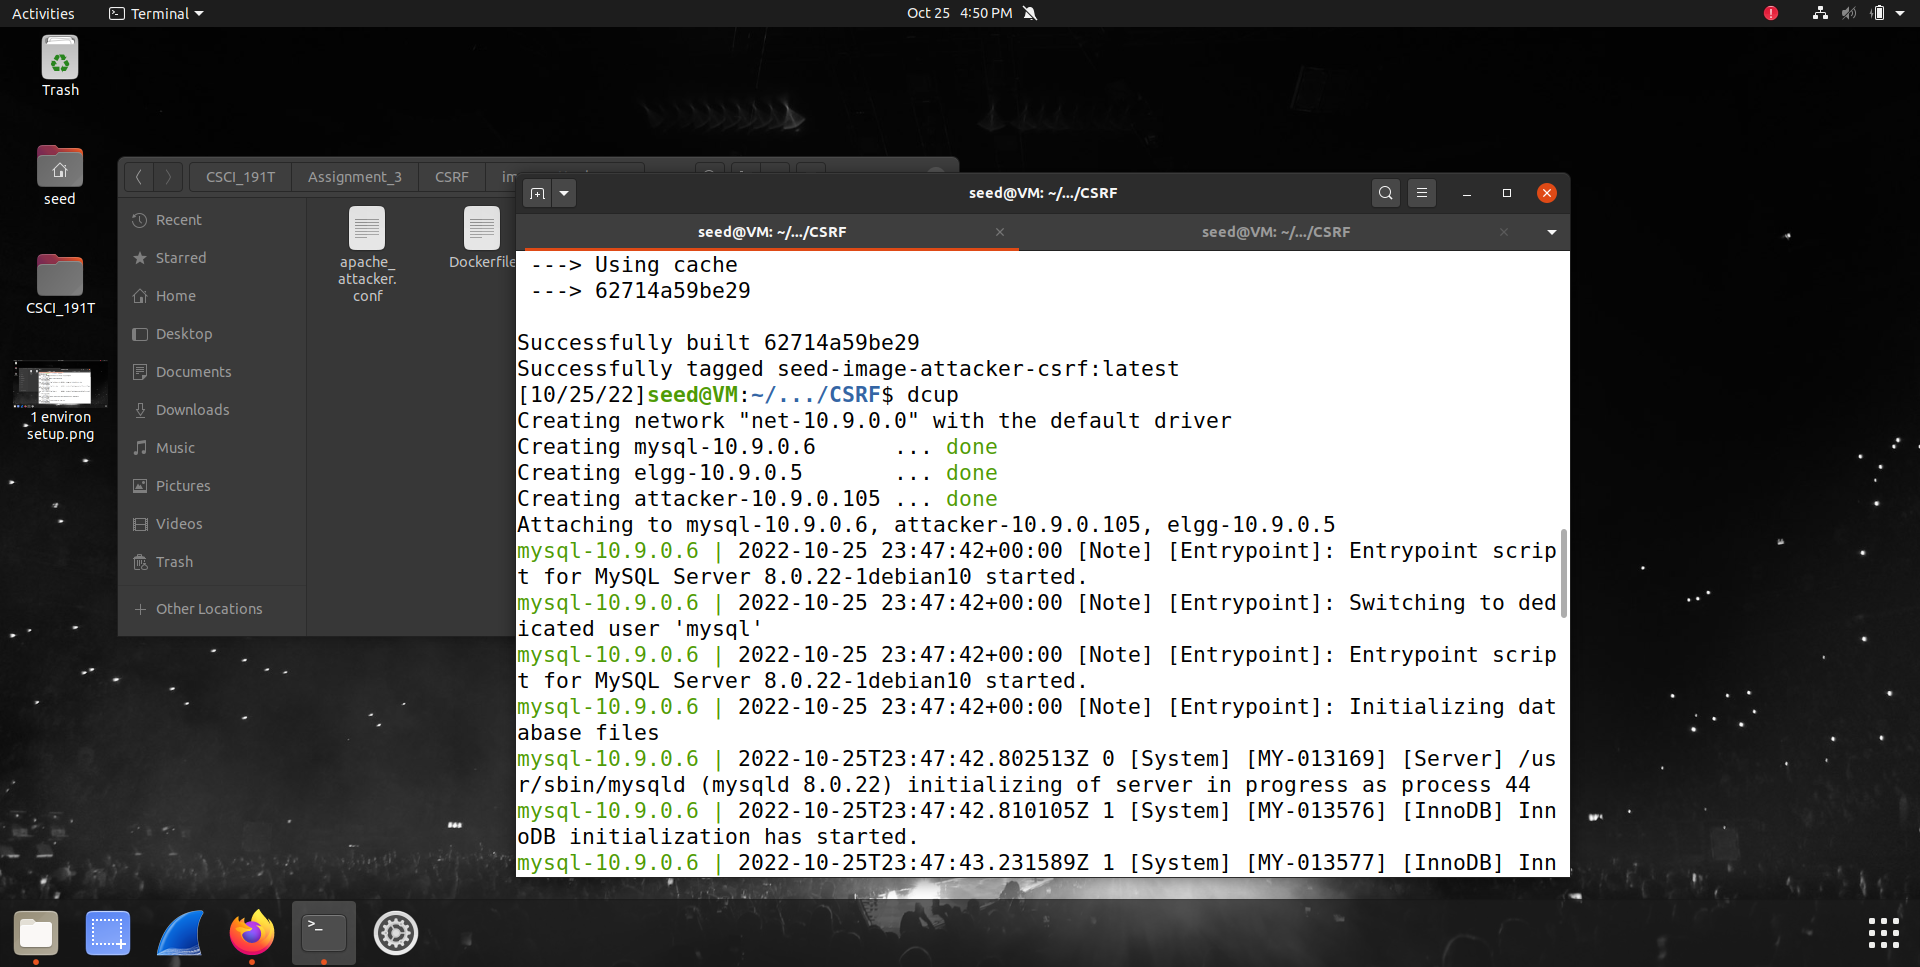 Activities
Terminal
Oct 25 4:50 PM
Trash
seed
CSCI_191T
1 environ
setup.png
CSCI_191T
Assignment_3
CSRF
im
Recent
Starred
Home
Desktop
Documents
Downloads
Music
Pictures
Videos
Trash
+ Other Locations
apache_
attacker.
conf
Dockerfile
seed@VM: ~/.../CSRF
seed@VM: ~/.../CSRF
seed@VM: ~/.../CSRF
---> Using cache
---> 62714a59be29
Successfully built 62714a59be29
Successfully tagged seed-image-attacker-csrf:latest
[10/25/22]seed@VM:~/.../CSRF$ dcup
Creating network "net-10.9.0.0" with the default driver
Creating mysql-10.9.0.6      ... done
Creating elgg-10.9.0.5       ... done
Creating attacker-10.9.0.105 ... done
Attaching to mysql-10.9.0.6, attacker-10.9.0.105, elgg-10.9.0.5
mysql-10.9.0.6 | 2022-10-25 23:47:42+00:00 [Note] [Entrypoint]: Entrypoint scrip
t for MySQL Server 8.0.22-1debian10 started.
mysql-10.9.0.6 | 2022-10-25 23:47:42+00:00 [Note] [Entrypoint]: Switching to ded
icated user 'mysql'
mysql-10.9.0.6 | 2022-10-25 23:47:42+00:00 [Note] [Entrypoint]: Entrypoint scrip
t for MySQL Server 8.0.22-1debian10 started.
mysql-10.9.0.6 | 2022-10-25 23:47:42+00:00 [Note] [Entrypoint]: Initializing dat
abase files
mysql-10.9.0.6 | 2022-10-25T23:47:42.802513Z 0 [System] [MY-013169] [Server] /us
r/sbin/mysqld (mysqld 8.0.22) initializing of server in progress as process 44
mysql-10.9.0.6 | 2022-10-25T23:47:42.810105Z 1 [System] [MY-013576] [InnoDB] Inn
oDB initialization has started.
mysql-10.9.0.6 | 2022-10-25T23:47:43.231589Z 1 [System] [MY-013577] [InnoDB] Inn